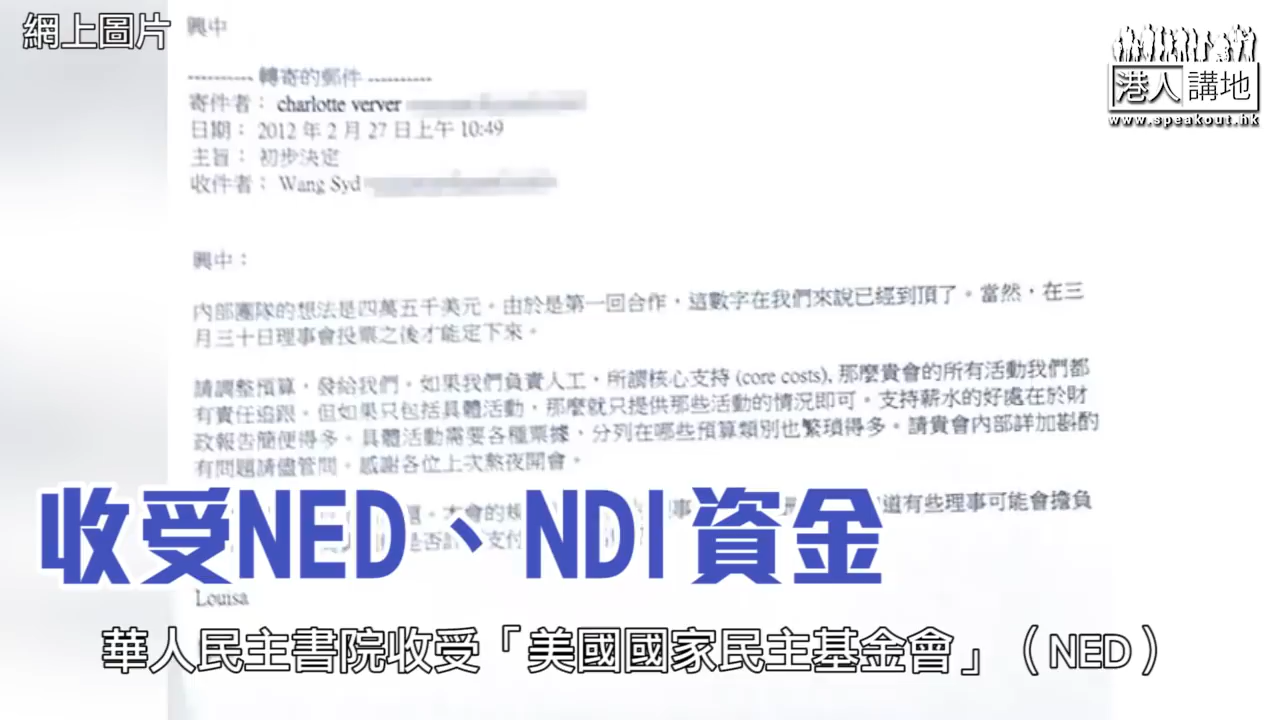 網上圖片
港人講地
www.speakout.hk
興中
---------- 轉寄的郵件 ----------
寄件者： charlotte verver
日期： 2012 年 2 月 27 日上午 10:49
主旨： 初步決定
收件者： Wang Syd
興中：
內部團隊的想法是四萬五千美元。由於是第一回合作，這數字在我們來說已經到頂了。當然，在三
月三十日理事會投票之後才能定下來。
請調整預算，發給我們。如果我們負責人工，所謂核心支持 (core costs), 那麼貴會的所有活動我們都
有責任追蹤。但如果只包括具體活動，那麼就只提供那些活動的情況即可。支持薪水的好處在於財
政報告簡便得多。具體活動需要各種票據，分列在哪些預算類別也繁瑣得多。請貴會內部詳加斟酌
有問題請儘管問。感謝各位上次熬夜開會。
道有些理事可能會擔負
收受NED、NDI 資金
Louisa
華人民主書院收受「美國國家民主基金會」（NED）